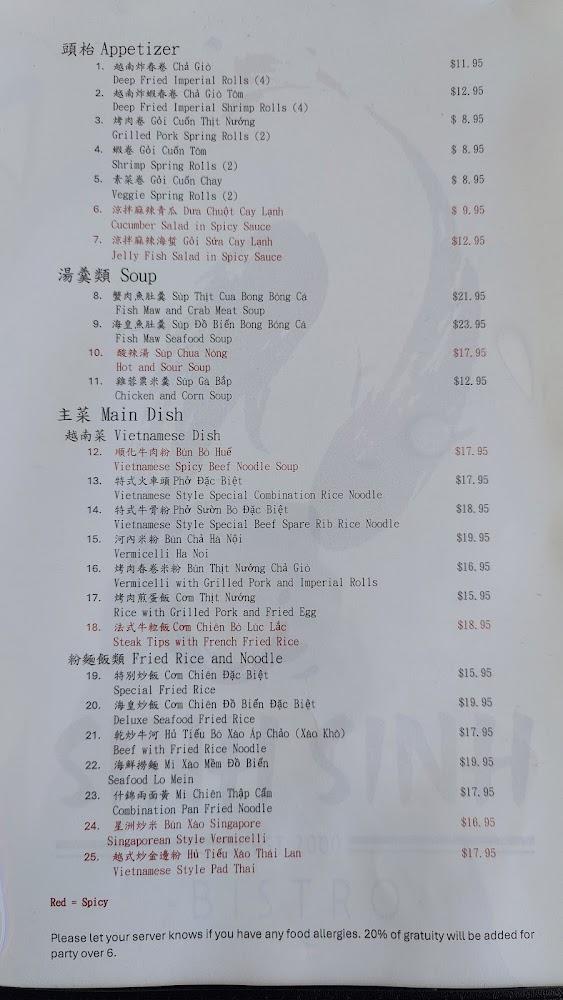 頭枱 Appetizer
1. 越南炸春卷 Chả Giò $11.95
Deep Fried Imperial Rolls (4)
2. 越南炸蝦春卷 Chả Giò Tôm $12.95
Deep Fried Imperial Shrimp Rolls (4)
3. 烤肉卷 Gỏi Cuốn Thịt Nướng $ 8.95
Grilled Pork Spring Rolls (2)
4. 蝦卷 Gỏi Cuốn Tôm $ 8.95
Shrimp Spring Rolls (2)
5. 素菜卷 Gỏi Cuốn Chay $ 8.95
Veggie Spring Rolls (2)
6. 涼拌麻辣青瓜 Dưa Chuột Cay Lạnh $ 9.95
Cucumber Salad in Spicy Sauce
7. 涼拌麻辣海蜇 Gỏi Sứa Cay Lạnh $12.95
Jelly Fish Salad in Spicy Sauce
湯羹類 Soup
8. 蟹肉魚肚羹 Súp Thịt Cua Bong Bóng Cá $21.95
Fish Maw and Crab Meat Soup
9. 海皇魚肚羹 Súp Đồ Biển Bong Bóng Cá $23.95
Fish Maw Seafood Soup
10. 酸辣湯 Súp Chua Nóng $17.95
Hot and Sour Soup
11. 雞蓉粟米羹 Súp Gà Bắp $12.95
Chicken and Corn Soup
主菜 Main Dish
越南菜 Vietnamese Dish
12. 順化牛肉粉 Bún Bò Huế $17.95
Vietnamese Spicy Beef Noodle Soup
13. 特式火車頭 Phở Đặc Biệt $17.95
Vietnamese Style Special Combination Rice Noodle
14. 特式牛骨粉 Phở Sườn Bò Đặc Biệt $18.95
Vietnamese Style Special Beef Spare Rib Rice Noodle
15. 河內米粉 Bún Chả Hà Nội $19.95
Vermicelli Ha Noi
16. 烤肉春卷米粉 Bún Thịt Nướng Chả Giò $16.95
Vermicelli with Grilled Pork and Imperial Rolls
17. 烤肉煎蛋飯 Cơm Thịt Nướng $15.95
Rice with Grilled Pork and Fried Egg
18. 法式牛粒飯 Cơm Chiên Bò Lúc Lắc $18.95
Steak Tips with French Fried Rice
粉麵飯類 Fried Rice and Noodle
19. 特別炒飯 Cơm Chiên Đặc Biệt $15.95
Special Fried Rice
20. 海皇炒飯 Cơm Chiên Đồ Biển Đặc Biệt $19.95
Deluxe Seafood Fried Rice
21. 乾炒牛河 Hủ Tiếu Bò Xào Áp Chảo (Xào Khô) $17.95
Beef with Fried Rice Noodle
22. 海鮮撈麵 Mì Xào Mềm Đồ Biển $19.95
Seafood Lo Mein
23. 什錦兩面黃 Mì Chiên Thập Cẩm $17.95
Combination Pan Fried Noodle
24. 星洲炒米 Bún Xào Singapore $16.95
Singaporean Style Vermicelli
25. 越式炒金邊粉 Hủ Tiếu Xào Thái Lan $17.95
Vietnamese Style Pad Thai
Red = Spicy
BISTRO
Please let your server knows if you have any food allergies. 20% of gratuity will be added for
party over 6.